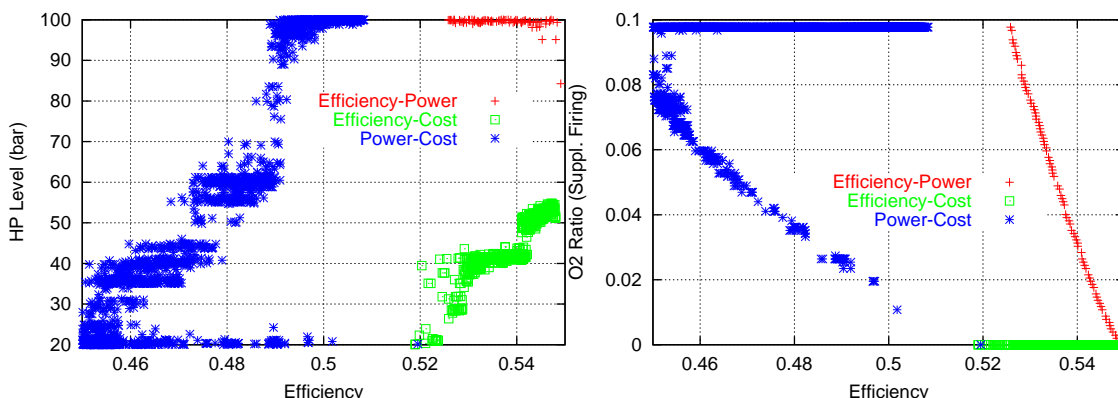 100
90
80
70
60
50
40
30
20
HP Level (bar)
0.46
0.48
0.5
0.52
0.54
Efficiency
Efficiency-Power
Efficiency-Cost
Power-Cost
0.1
0.08
0.06
0.04
0.02
0
O2 Ratio (Suppl. Firing)
0.46
0.48
0.5
0.52
0.54
Efficiency
Efficiency-Power
Efficiency-Cost
Power-Cost